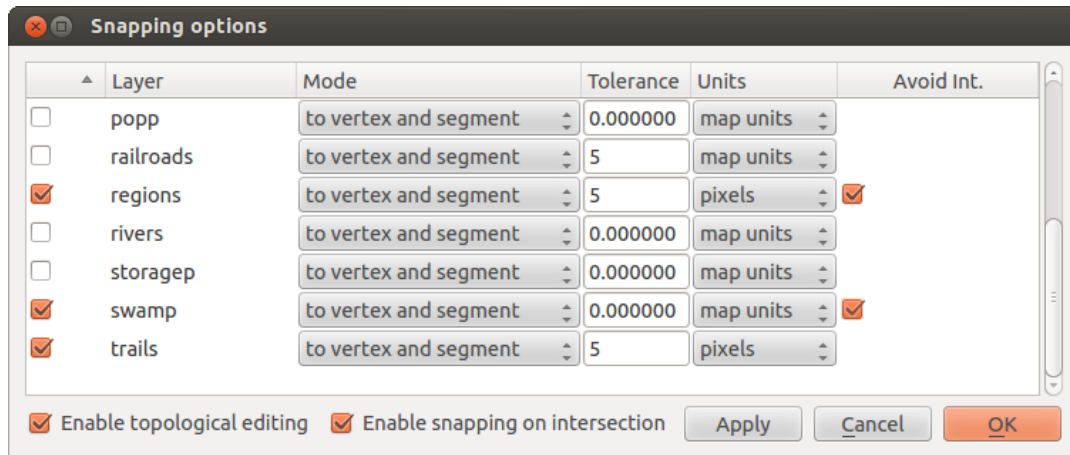 Snapping options
Layer Mode Tolerance Units Avoid Int.
popp to vertex and segment 0.000000 map units
railroads to vertex and segment 5 map units
regions to vertex and segment 5 pixels
rivers to vertex and segment 0.000000 map units
storagep to vertex and segment 0.000000 map units
swamp to vertex and segment 0.000000 map units
trails to vertex and segment 5 pixels
Enable topological editing Enable snapping on intersection Apply Cancel OK